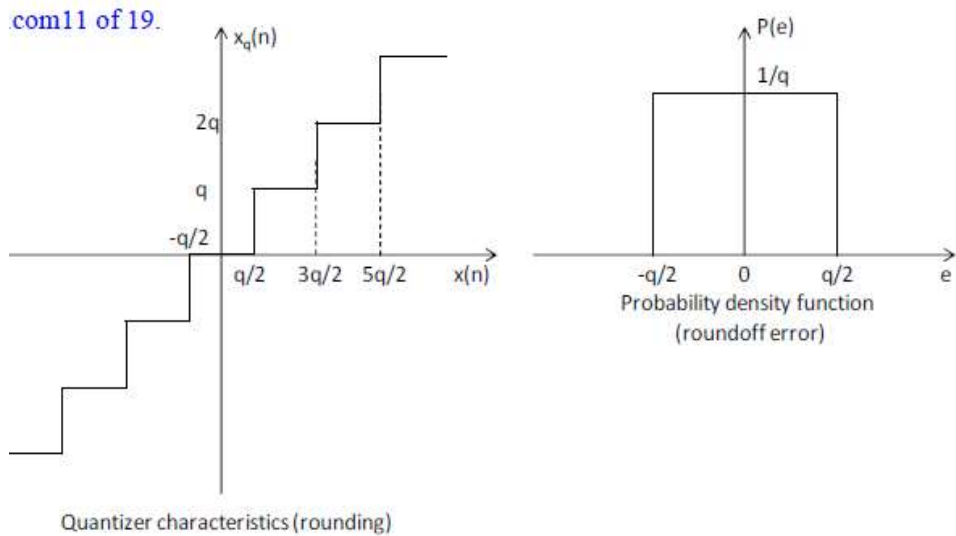 .com11 of 19.
xq(n)
2q
q
-q/2
q/2
3q/2
5q/2
x(n)
Quantizer characteristics (rounding)
P(e)
1/q
-q/2
0
q/2
e
Probability density function
(roundoff error)